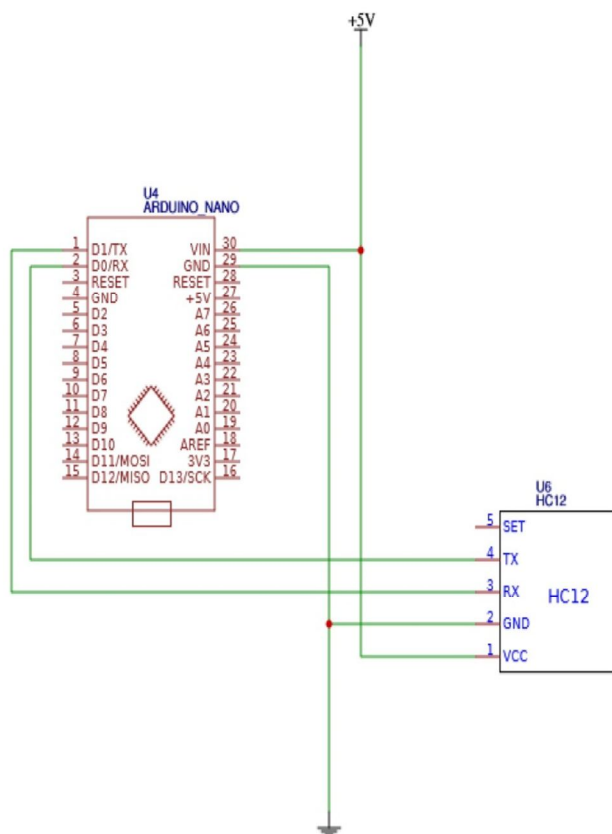 +5V
U4
ARDUINO_NANO
1 D1/TX VIN 30
2 D0/RX GND 29
3 RESET RESET 28
4 GND +5V 27
5 D2 A7 26
6 D3 A6 25
7 D4 A5 24
8 D5 A4 23
9 D6 A3 22
10 D7 A2 21
11 D8 A1 20
12 D9 A0 19
13 D10 AREF 18
14 D11/MOSI 3V3 17
15 D12/MISO D13/SCK 16
U6
HC12
5 SET
4 TX
3 RX
HC12
2 GND
1 VCC